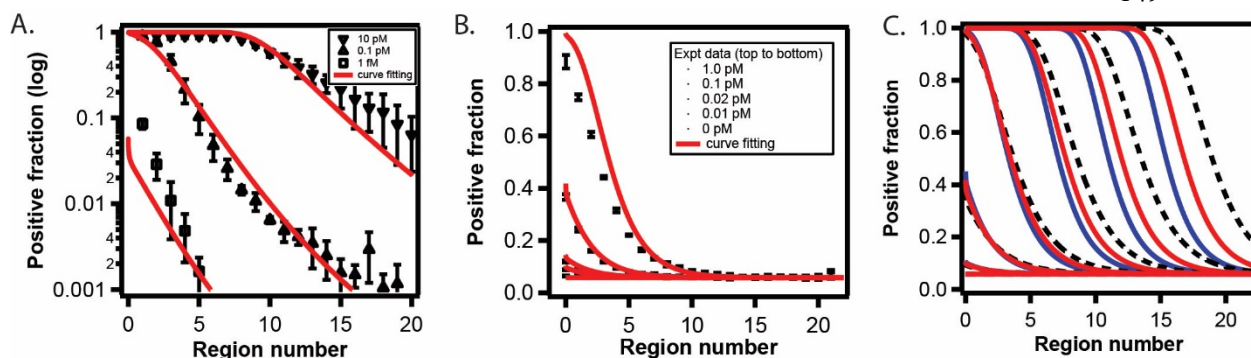 A.
Positive fraction (log)
1
6
4
2
0.1
6
4
2
0.01
6
4
2
0.001
0 5 10 15 20
Region number
10 pM
0.1 pM
1 fM
curve fitting
B.
Positive fraction
1.0
0.8
0.6
0.4
0.2
0.0
0 5 10 15 20
Region number
Expt data (top to bottom)
1.0 pM
0.1 pM
0.02 pM
0.01 pM
0 pM
curve fitting
C.
Positive fraction
1.0
0.8
0.6
0.4
0.2
0.0
0 5 10 15 20
Region number